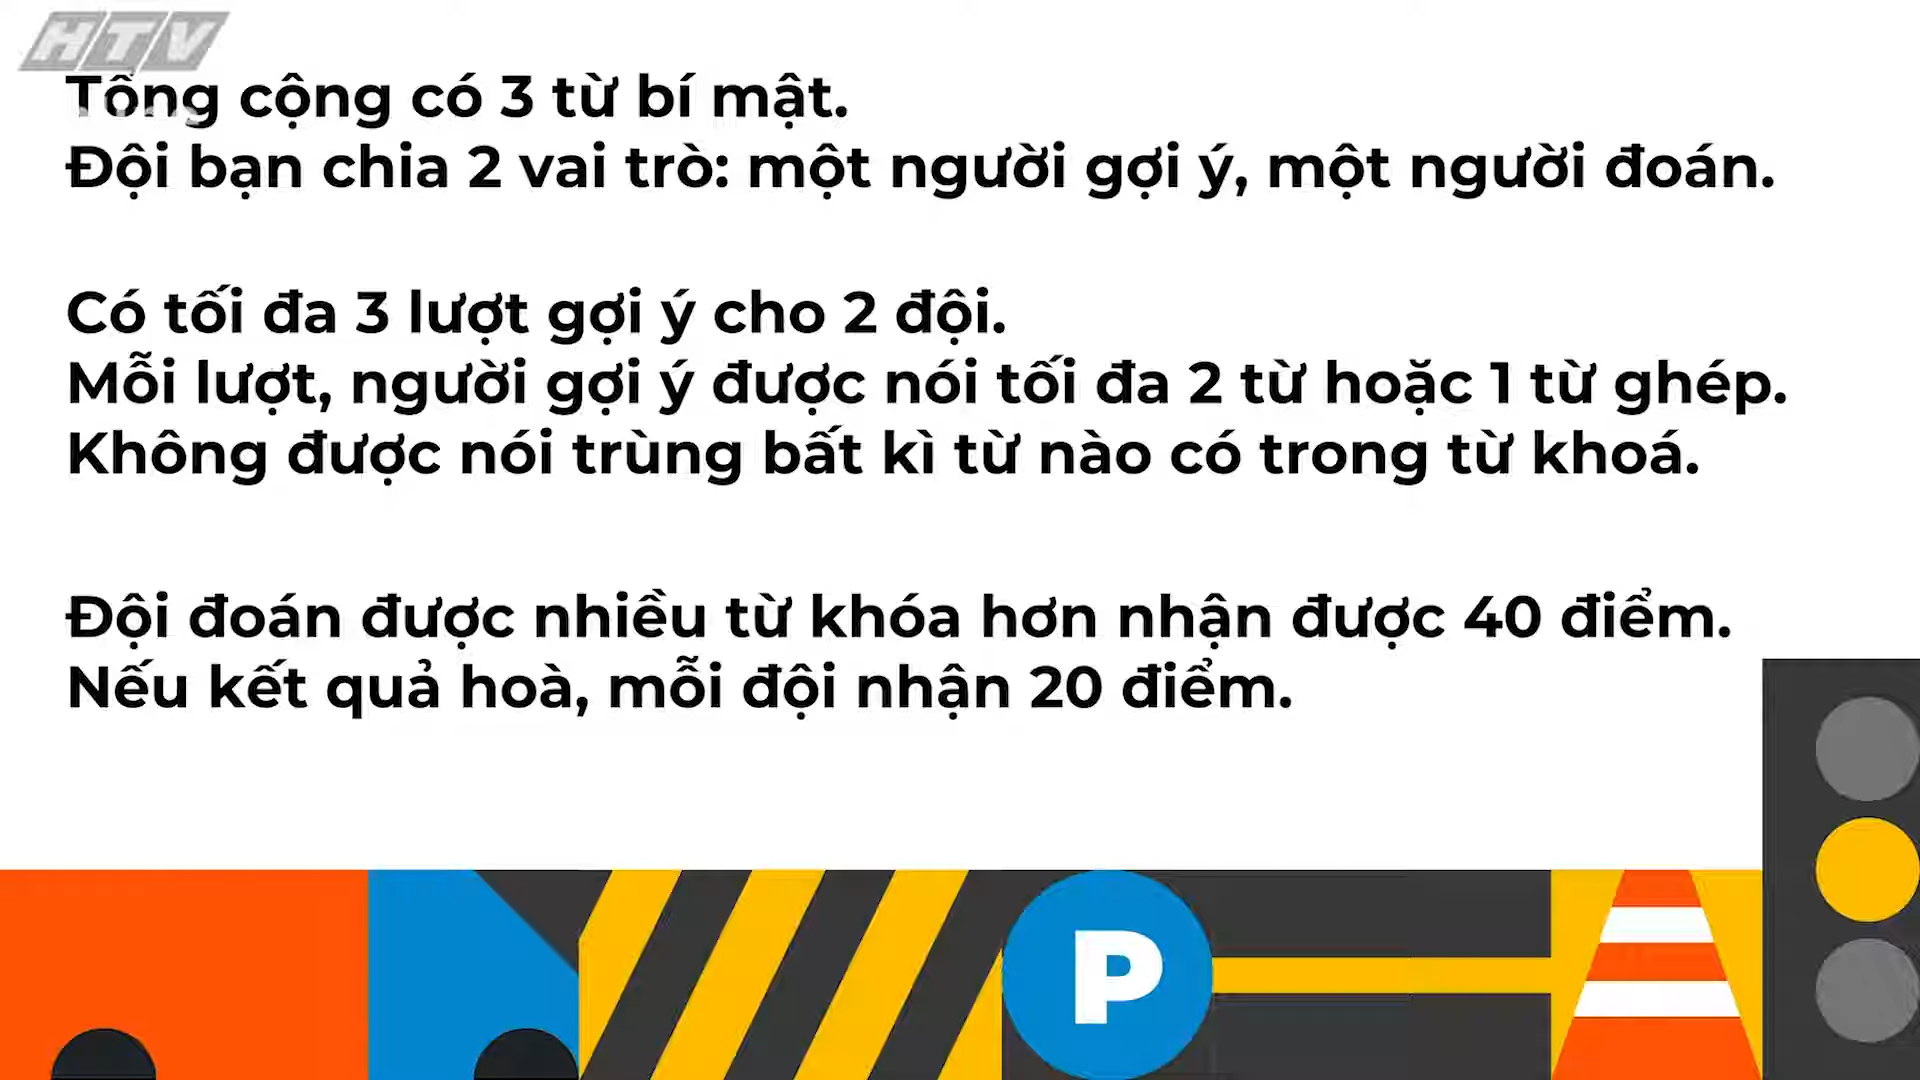 HTV
Tổng cộng có 3 từ bí mật.
Đội bạn chia 2 vai trò: một người gợi ý, một người đoán.
Có tối đa 3 lượt gợi ý cho 2 đội.
Mỗi lượt, người gợi ý được nói tối đa 2 từ hoặc 1 từ ghép.
Không được nói trùng bất kì từ nào có trong từ khoá.
Đội đoán được nhiều từ khóa hơn nhận được 40 điểm.
Nếu kết quả hoà, mỗi đội nhận 20 điểm.
P